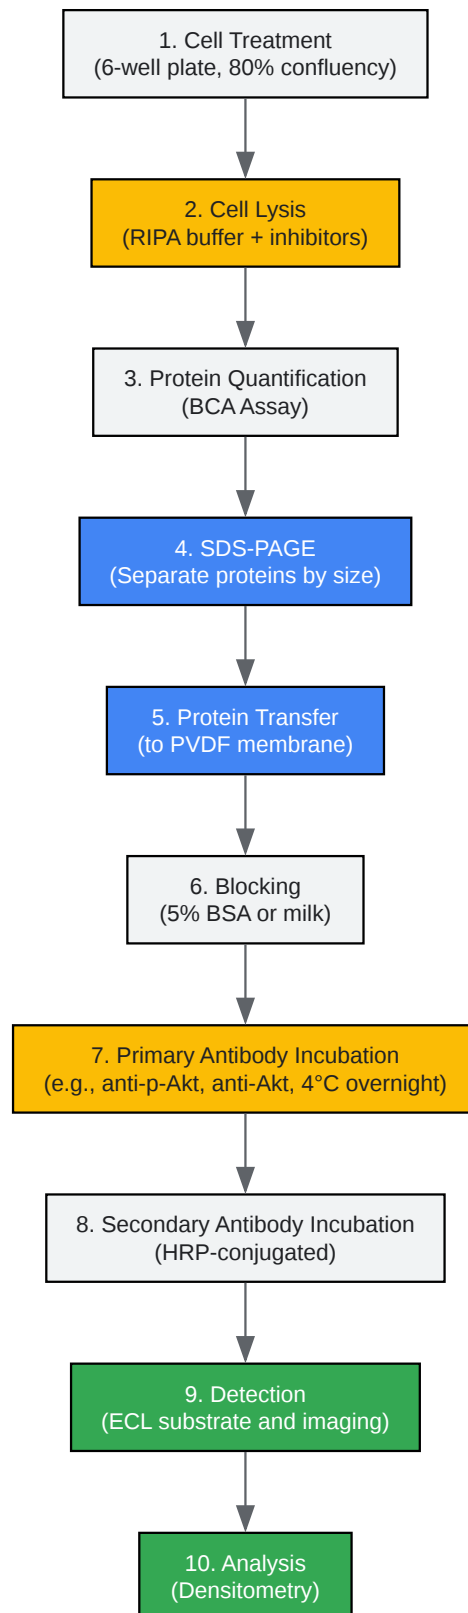 1. Cell Treatment
(6-well plate, 80% confluency)
2. Cell Lysis
(RIPA buffer + inhibitors)
3. Protein Quantification
(BCA Assay)
4. SDS-PAGE
(Separate proteins by size)
5. Protein Transfer
(to PVDF membrane)
6. Blocking
(5% BSA or milk)
7. Primary Antibody Incubation
(e.g., anti-p-Akt, anti-Akt, 4°C overnight)
8. Secondary Antibody Incubation
(HRP-conjugated)
9. Detection
(ECL substrate and imaging)
10. Analysis
(Densitometry)